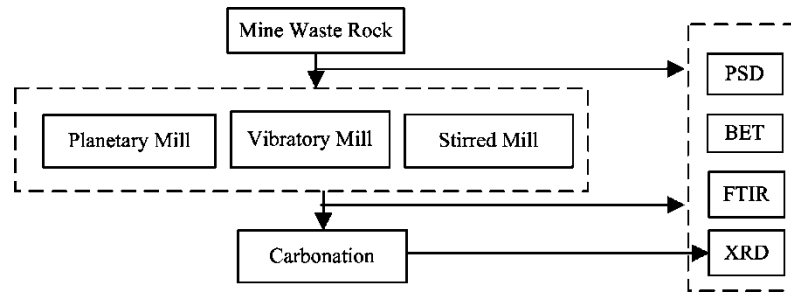 Mine Waste Rock
PSD
Planetary Mill
Vibratory Mill
Stirred Mill
BET
FTIR
Carbonation
XRD